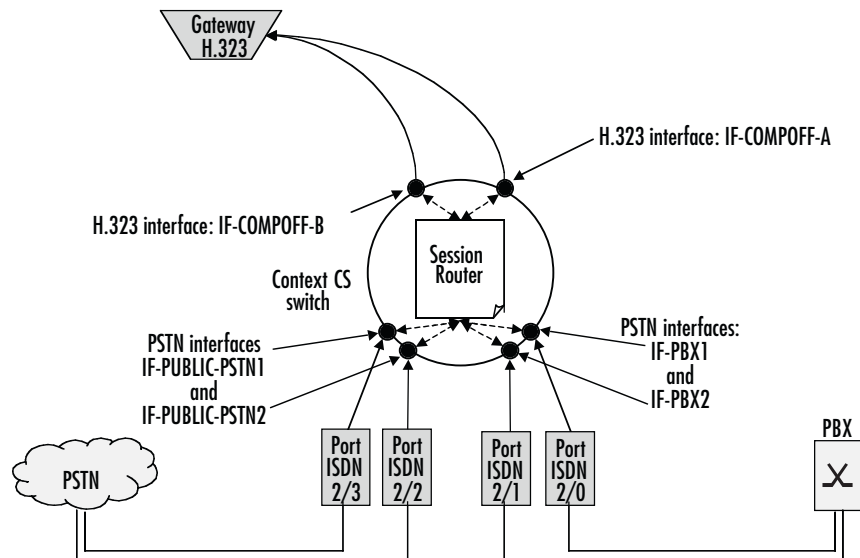 Gateway
H.323
H.323 interface: IF-COMPOFF-A
H.323 interface: IF-COMPOFF-B
Session
Router
Context CS
switch
PSTN interfaces
IF-PUBLIC-PSTN1
and
IF-PUBLIC-PSTN2
PSTN interfaces:
IF-PBX1
and
IF-PBX2
PSTN
Port
ISDN
2/3
Port
ISDN
2/2
Port
ISDN
2/1
Port
ISDN
2/0
PBX